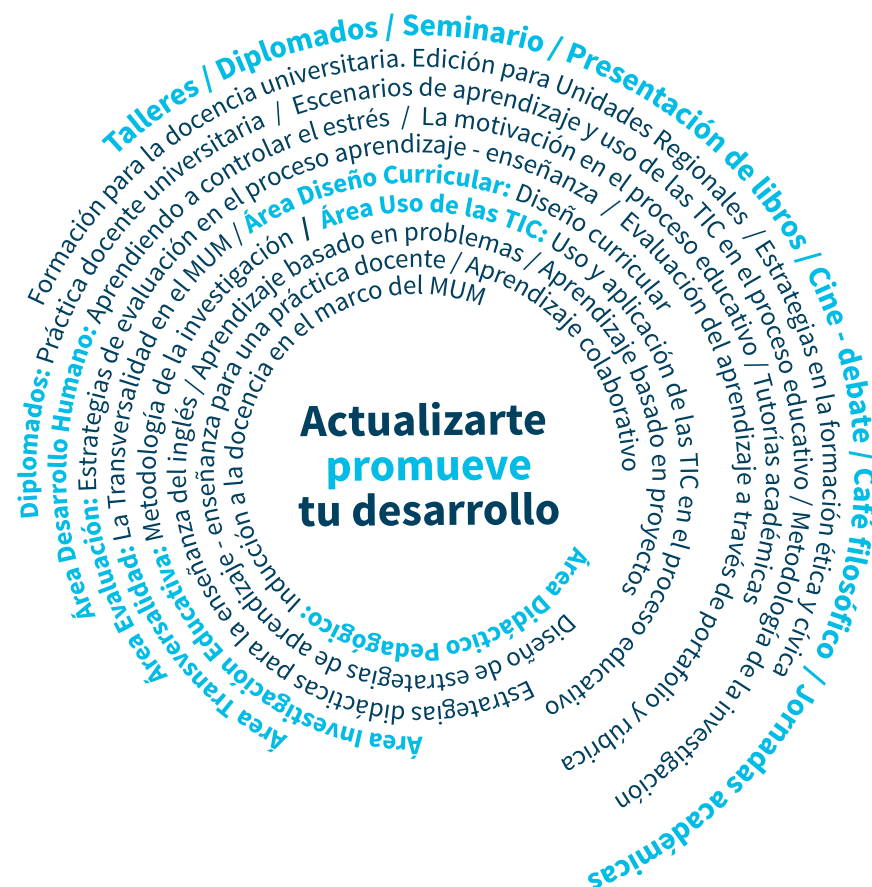 Talleres / Diplomados / Seminario / Presentación de libros / Cine - debate / Café filosófico / Jornadas académicas
Formación para la docencia universitaria. Edición para Unidades Regionales / Estrategias en la formación ética y cívica
Diplomados: Práctica docente universitaria / Escenarios de aprendizaje y uso de las TIC en el proceso educativo / Metodología de la investigación
Área Desarrollo Humano: Aprendiendo a controlar el estrés / La motivación en el proceso educativo / Tutorías académicas
Área Evaluación: Estrategias de evaluación en el proceso aprendizaje - enseñanza / Evaluación del aprendizaje a través de portafolio y rúbrica
Área Transversalidad: La Transversalidad en el MUM / Área Diseño Curricular: Diseño curricular
Área Investigación Educativa: Metodología de la investigación / Área Uso de las TIC: Uso y aplicación de las TIC en el proceso educativo
Estrategias didácticas para la enseñanza del inglés / Aprendizaje basado en problemas / Aprendizaje basado en proyectos
Diseño de estrategias de aprendizaje - enseñanza para una práctica docente / Aprendizaje colaborativo
Área Didáctico Pedagógico: Inducción a la docencia en el marco del MUM
Actualizarte
promueve
tu desarrollo